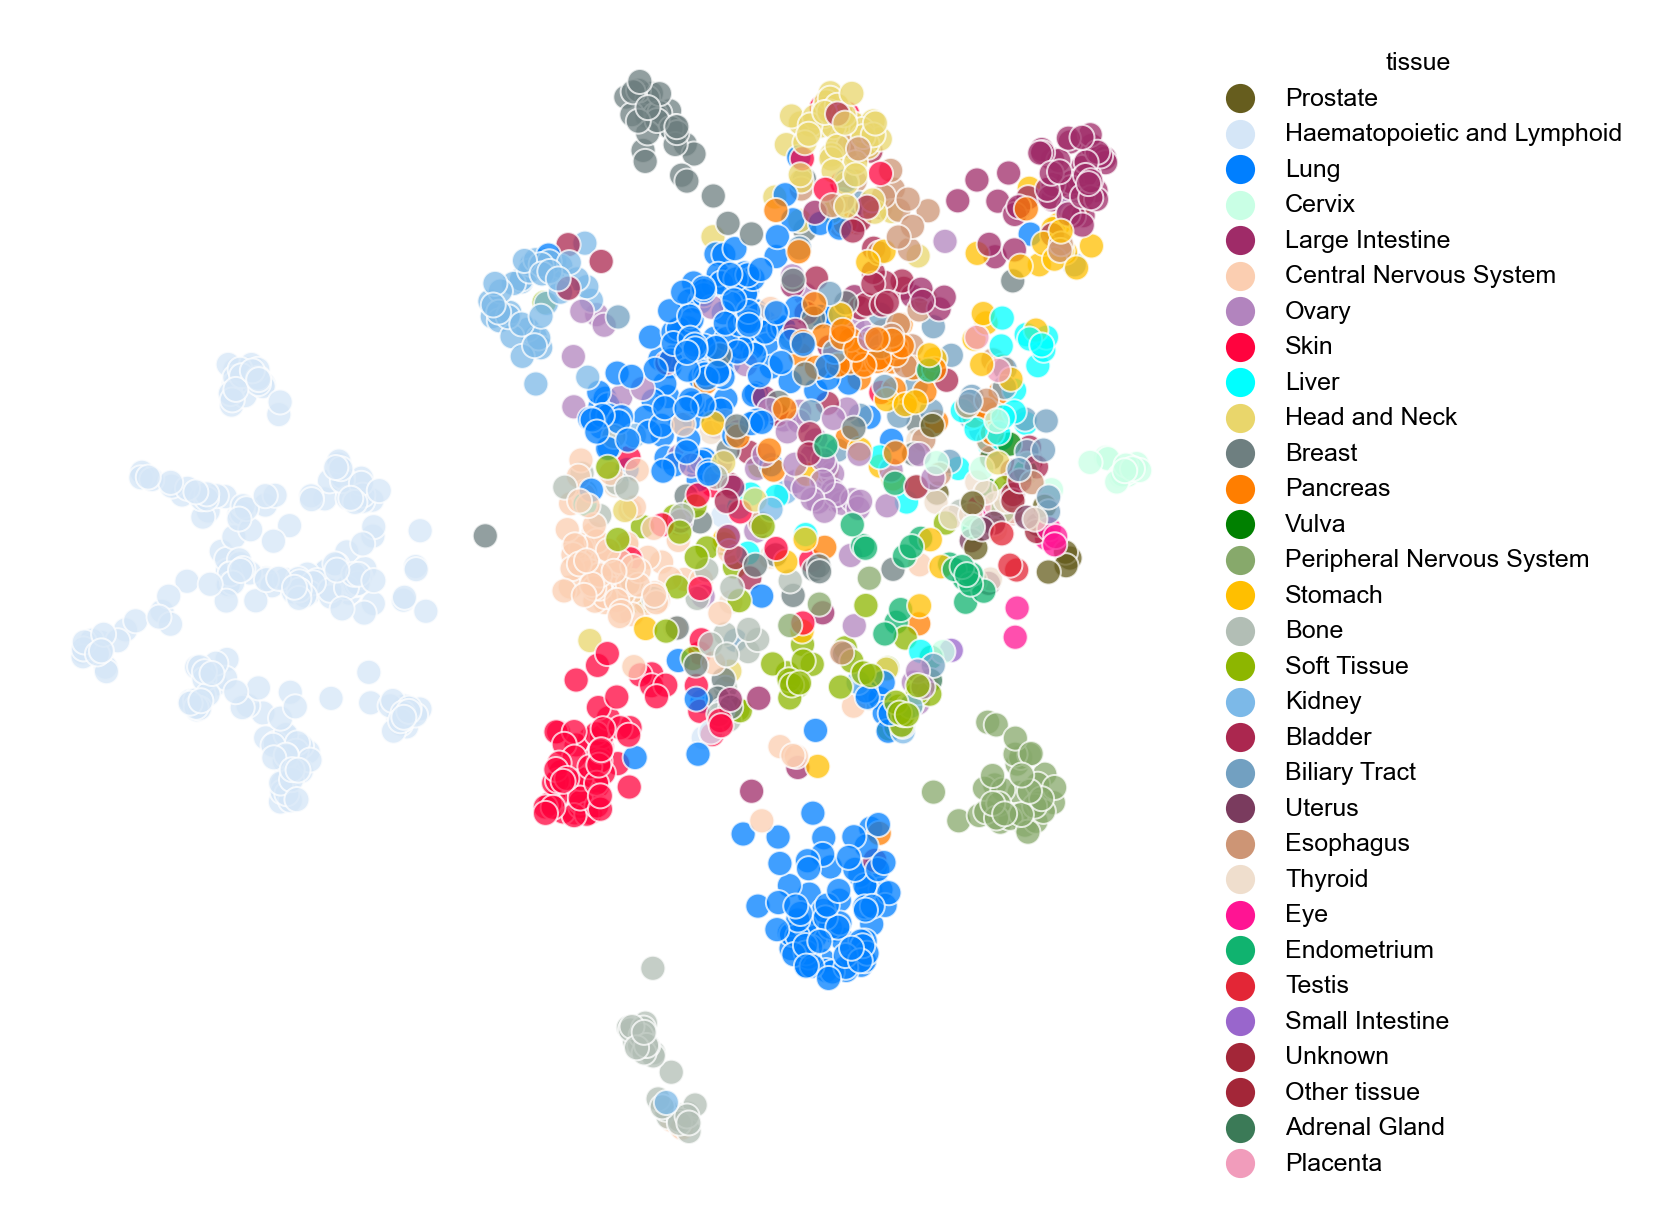 tissue
Prostate
Haematopoietic and Lymphoid
Lung
Cervix
Large Intestine
Central Nervous System
Ovary
Skin
Liver
Head and Neck
Breast
Pancreas
Vulva
Peripheral Nervous System
Stomach
Bone
Soft Tissue
Kidney
Bladder
Biliary Tract
Uterus
Esophagus
Thyroid
Eye
Endometrium
Testis
Small Intestine
Unknown
Other tissue
Adrenal Gland
Placenta